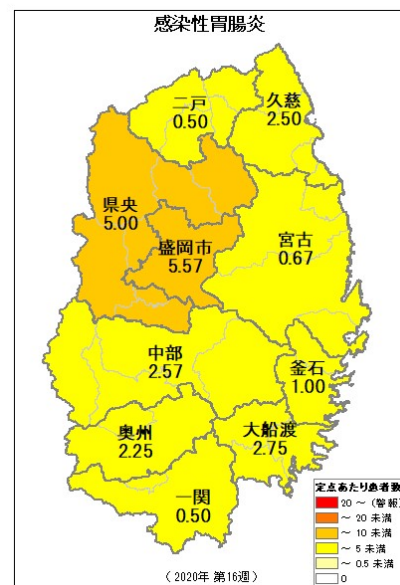 感染性胃腸炎
二戸
0.50
久慈
2.50
県央
5.00
盛岡市
5.57
宮古
0.67
中部
2.57
釜石
1.00
奥州
2.25
大船渡
2.75
一関
0.50
定点あたり患者数
20 ～ (警報)
～ 20 未満
～ 10 未満
～ 5 未満
～ 0.5 未満
0
(2020年 第16週)